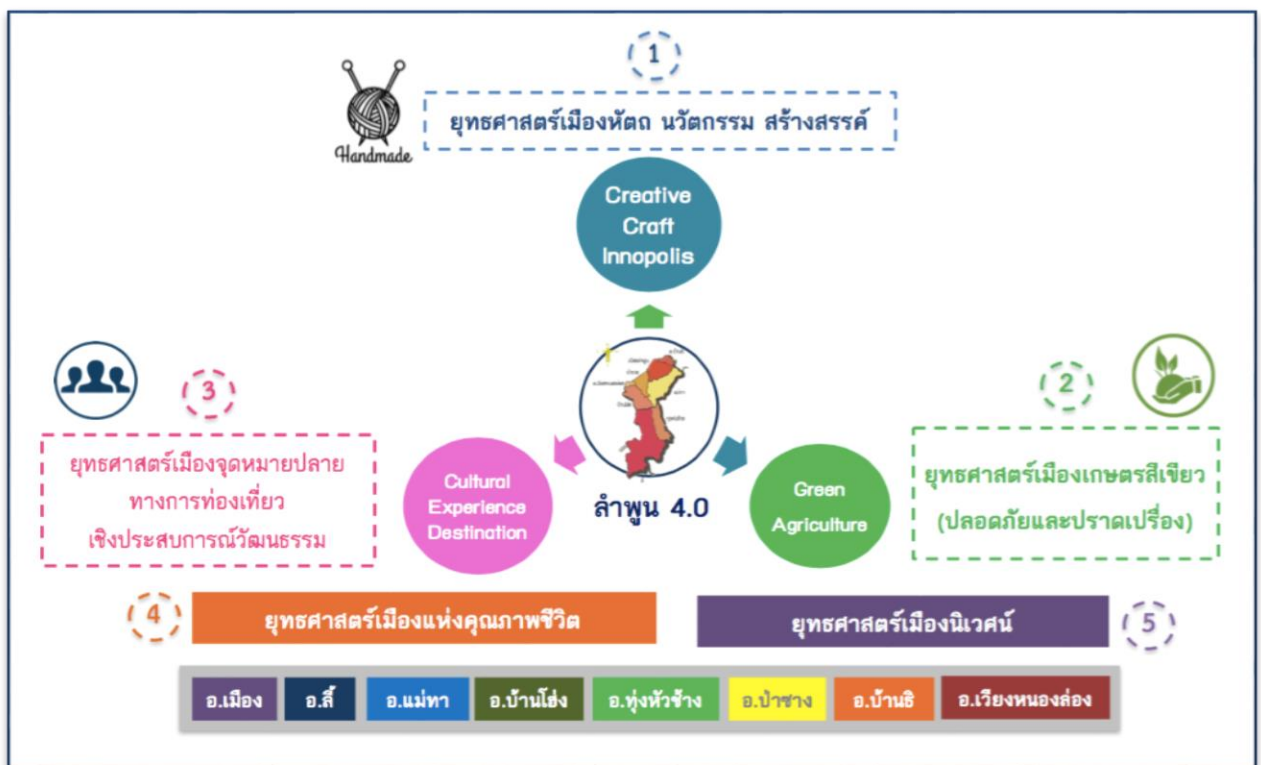 1
ยุทธศาสตร์เมืองหัตถ นวัตกรรม สร้างสรรค์
Handmade
Creative
Craft
Innopolis
3
ยุทธศาสตร์เมืองจุดหมายปลาย
ทางการท่องเที่ยว
เชิงประสบการณ์วัฒนธรรม
Cultural
Experience
Destination
ลำพูน 4.0
Green
Agriculture
2
ยุทธศาสตร์เมืองเกษตรสีเขียว
(ปลอดภัยและปราดเปรื่อง)
4
ยุทธศาสตร์เมืองแห่งคุณภาพชีวิต
ยุทธศาสตร์เมืองนิเวศน์
5
อ.เมือง อ.ลี้ อ.แม่ทา อ.บ้านโฮ่ง อ.ทุ่งหัวช้าง อ.ป่าซาง อ.บ้านธิ อ.เวียงหนองล่อง